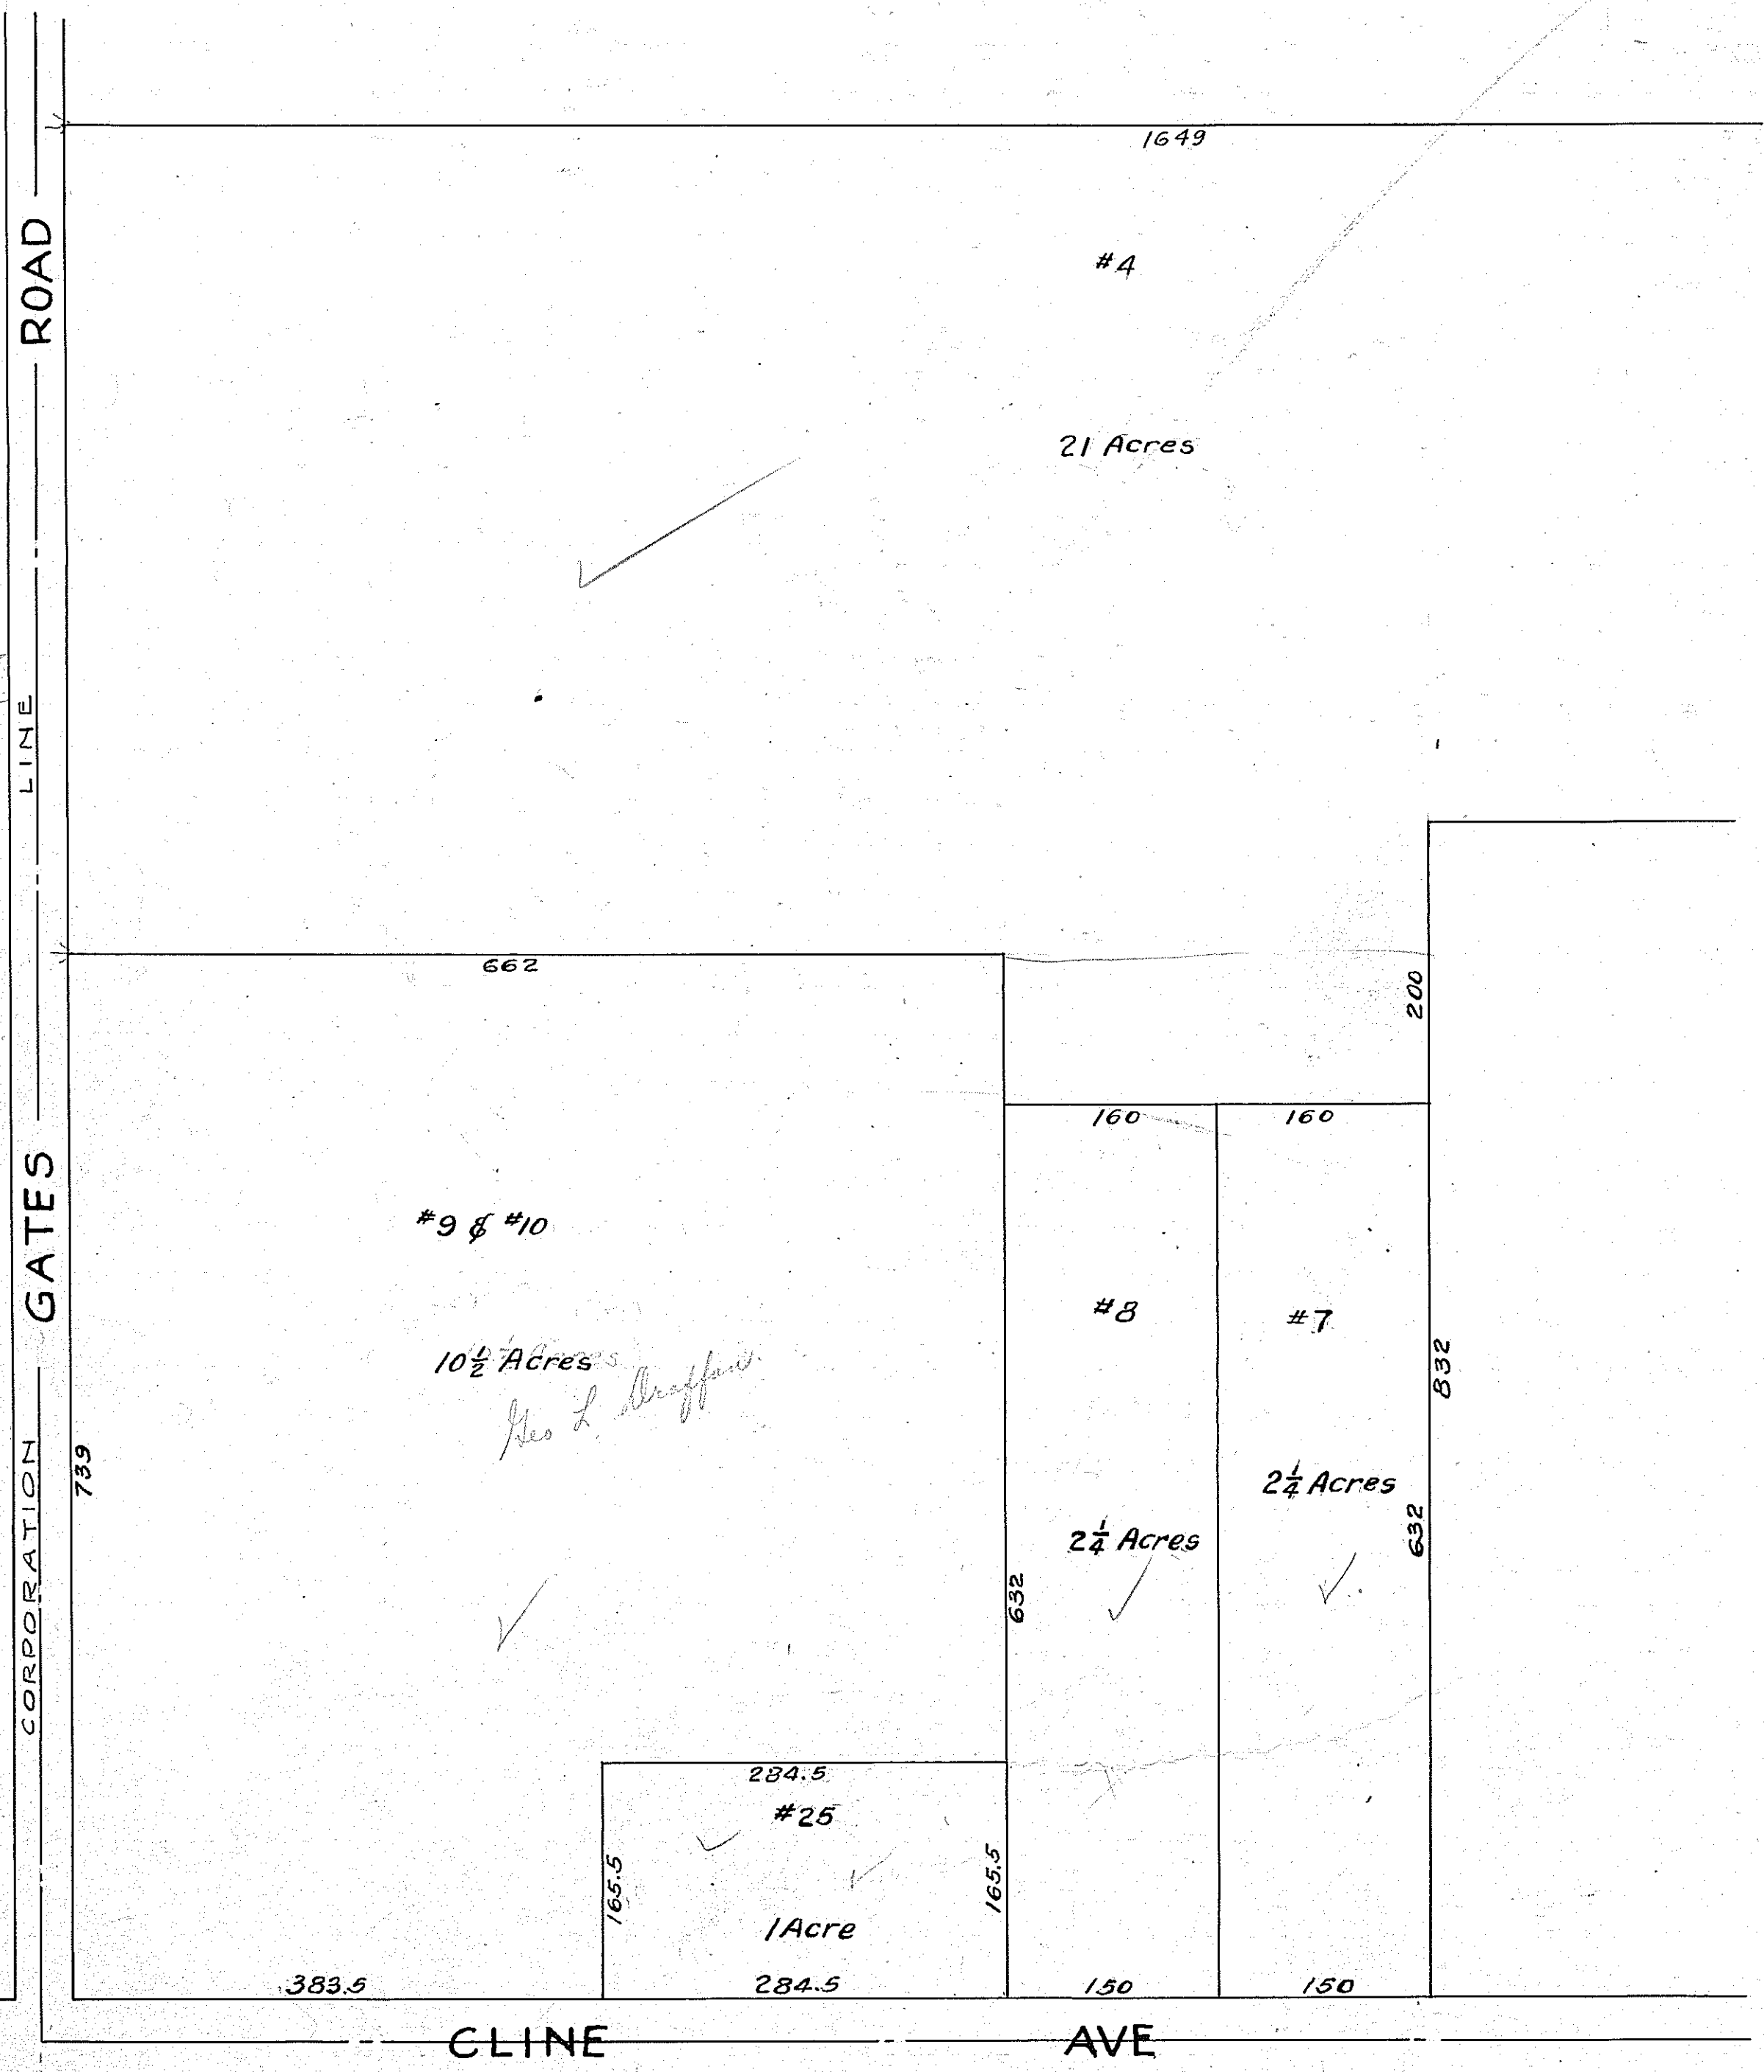 1649
#4
21 Acres
662
200
160
160
#9 & #10
10½ Acres
Geo L. Draffan
#8
2¼ Acres
#7
2¼ Acres
832
632
632
739
284.5
#25
165.5
165.5
1 Acre
383.5
284.5
150
150
CLINE AVE
GATES ROAD
CORPORATION LINE